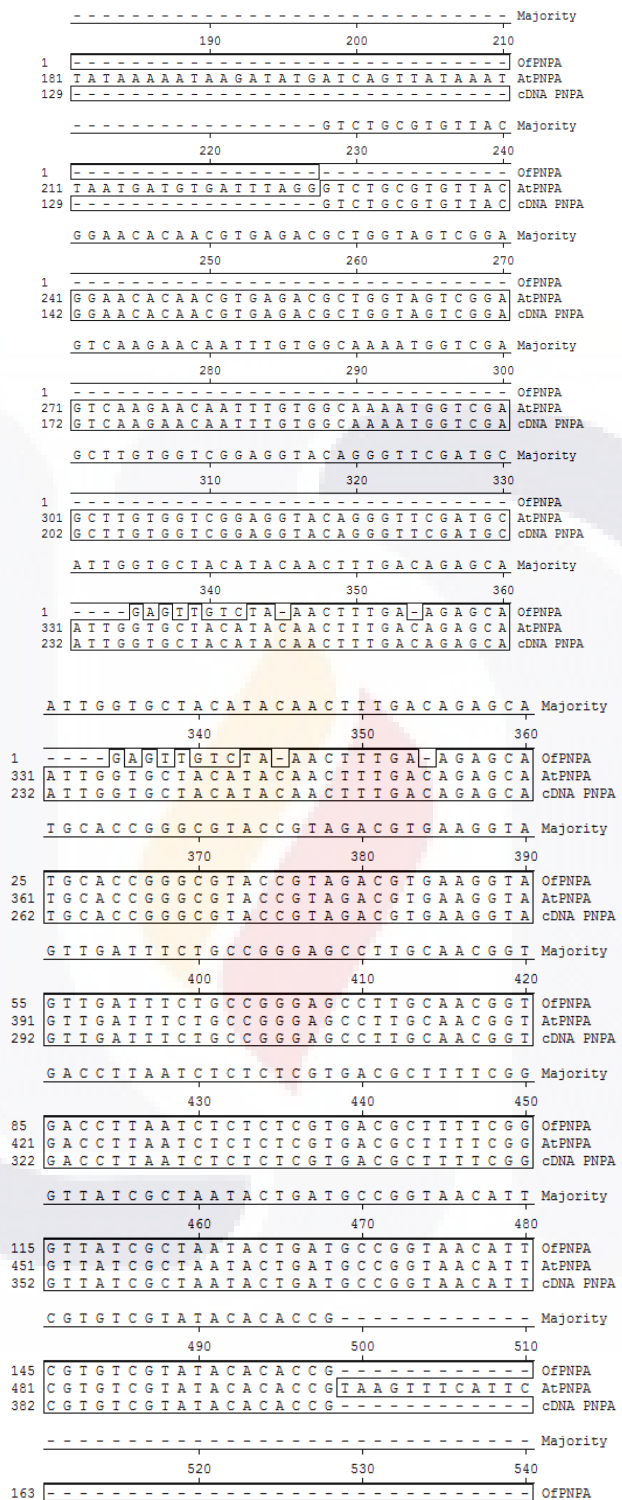 - - - - - - - - - - - - - - - - - - - - - - - - - - - - - - Majority
190 200 210
1 - - - - - - - - - - - - - - - - - - - - - - - - - - - - - - OfPNPA
181 T A T A A A A A T A A G A T A T G A T C A G T T A T A A A T AtPNPA
129 - - - - - - - - - - - - - - - - - - - - - - - - - - - - - - cDNA PNPA
- - - - - - - - - - - - - - - - - G T C T G C G T G T T A C Majority
220 230 240
1 - - - - - - - - - - - - - - - - - - - - - - - - - - - - - - OfPNPA
211 T A A T G A T G T G A T T T A G G G T C T G C G T G T T A C AtPNPA
129 - - - - - - - - - - - - - - - - - G T C T G C G T G T T A C cDNA PNPA
G G A A C A C A A C G T G A G A C G C T G G T A G T C G G A Majority
250 260 270
1 - - - - - - - - - - - - - - - - - - - - - - - - - - - - - - OfPNPA
241 G G A A C A C A A C G T G A G A C G C T G G T A G T C G G A AtPNPA
142 G G A A C A C A A C G T G A G A C G C T G G T A G T C G G A cDNA PNPA
G T C A A G A A C A A T T T G T G G C A A A A T G G T C G A Majority
280 290 300
1 - - - - - - - - - - - - - - - - - - - - - - - - - - - - - - OfPNPA
271 G T C A A G A A C A A T T T G T G G C A A A A T G G T C G A AtPNPA
172 G T C A A G A A C A A T T T G T G G C A A A A T G G T C G A cDNA PNPA
G C T T G T G G T C G G A G G T A C A G G G T T C G A T G C Majority
310 320 330
1 - - - - - - - - - - - - - - - - - - - - - - - - - - - - - - OfPNPA
301 G C T T G T G G T C G G A G G T A C A G G G T T C G A T G C AtPNPA
202 G C T T G T G G T C G G A G G T A C A G G G T T C G A T G C cDNA PNPA
A T T G G T G C T A C A T A C A A C T T T G A C A G A G C A Majority
340 350 360
1 - - - - G A G T T G T C T A - A A C T T T G A - A G A G C A OfPNPA
331 A T T G G T G C T A C A T A C A A C T T T G A C A G A G C A AtPNPA
232 A T T G G T G C T A C A T A C A A C T T T G A C A G A G C A cDNA PNPA
A T T G G T G C T A C A T A C A A C T T T G A C A G A G C A Majority
340 350 360
1 - - - - G A G T T G T C T A - A A C T T T G A - A G A G C A OfPNPA
331 A T T G G T G C T A C A T A C A A C T T T G A C A G A G C A AtPNPA
232 A T T G G T G C T A C A T A C A A C T T T G A C A G A G C A cDNA PNPA
T G C A C C G G G C G T A C C G T A G A C G T G A A G G T A Majority
370 380 390
25 T G C A C C G G G C G T A C C G T A G A C G T G A A G G T A OfPNPA
361 T G C A C C G G G C G T A C C G T A G A C G T G A A G G T A AtPNPA
262 T G C A C C G G G C G T A C C G T A G A C G T G A A G G T A cDNA PNPA
G T T G A T T T C T G C C G G G A G C C T T G C A A C G G T Majority
400 410 420
55 G T T G A T T T C T G C C G G G A G C C T T G C A A C G G T OfPNPA
391 G T T G A T T T C T G C C G G G A G C C T T G C A A C G G T AtPNPA
292 G T T G A T T T C T G C C G G G A G C C T T G C A A C G G T cDNA PNPA
G A C C T T A A T C T C T C T C G T G A C G C T T T T C G G Majority
430 440 450
85 G A C C T T A A T C T C T C T C G T G A C G C T T T T C G G OfPNPA
421 G A C C T T A A T C T C T C T C G T G A C G C T T T T C G G AtPNPA
322 G A C C T T A A T C T C T C T C G T G A C G C T T T T C G G cDNA PNPA
G T T A T C G C T A A T A C T G A T G C C G G T A A C A T T Majority
460 470 480
115 G T T A T C G C T A A T A C T G A T G C C G G T A A C A T T OfPNPA
451 G T T A T C G C T A A T A C T G A T G C C G G T A A C A T T AtPNPA
352 G T T A T C G C T A A T A C T G A T G C C G G T A A C A T T cDNA PNPA
C G T G T C G T A T A C A C A C C G - - - - - - - - - - - - Majority
490 500 510
145 C G T G T C G T A T A C A C A C C G - - - - - - - - - - - - OfPNPA
481 C G T G T C G T A T A C A C A C C G T A A G T T T C A T T C AtPNPA
382 C G T G T C G T A T A C A C A C C G - - - - - - - - - - - - cDNA PNPA
- - - - - - - - - - - - - - - - - - - - - - - - - - - - - - Majority
520 530 540
163 - - - - - - - - - - - - - - - - - - - - - - - - - - - - - - OfPNPA